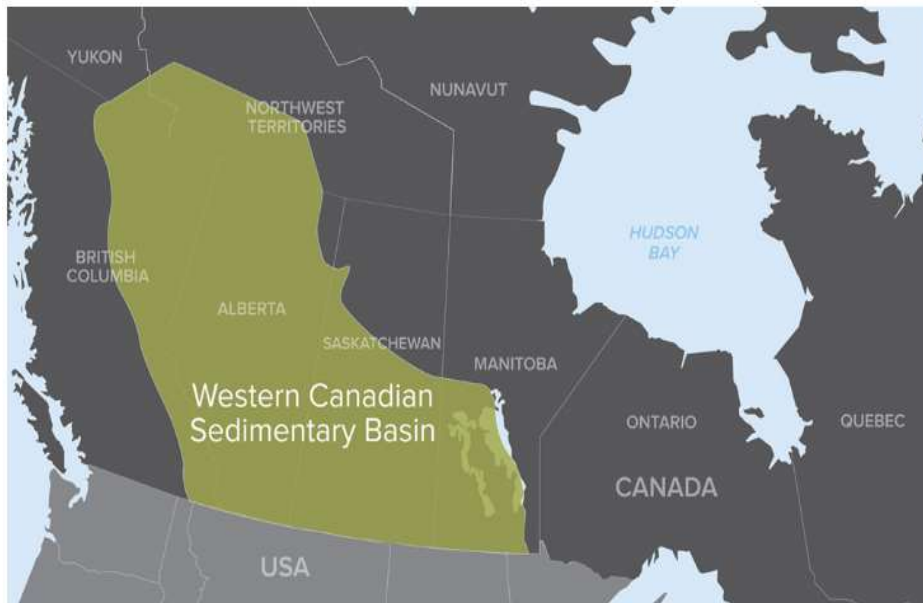 YUKON
NORTHWEST
TERRITORIES
NUNAVUT
HUDSON
BAY
BRITISH
COLUMBIA
ALBERTA
SASKATCHEWAN
MANITOBA
Western Canadian
Sedimentary Basin
ONTARIO
QUEBEC
CANADA
USA